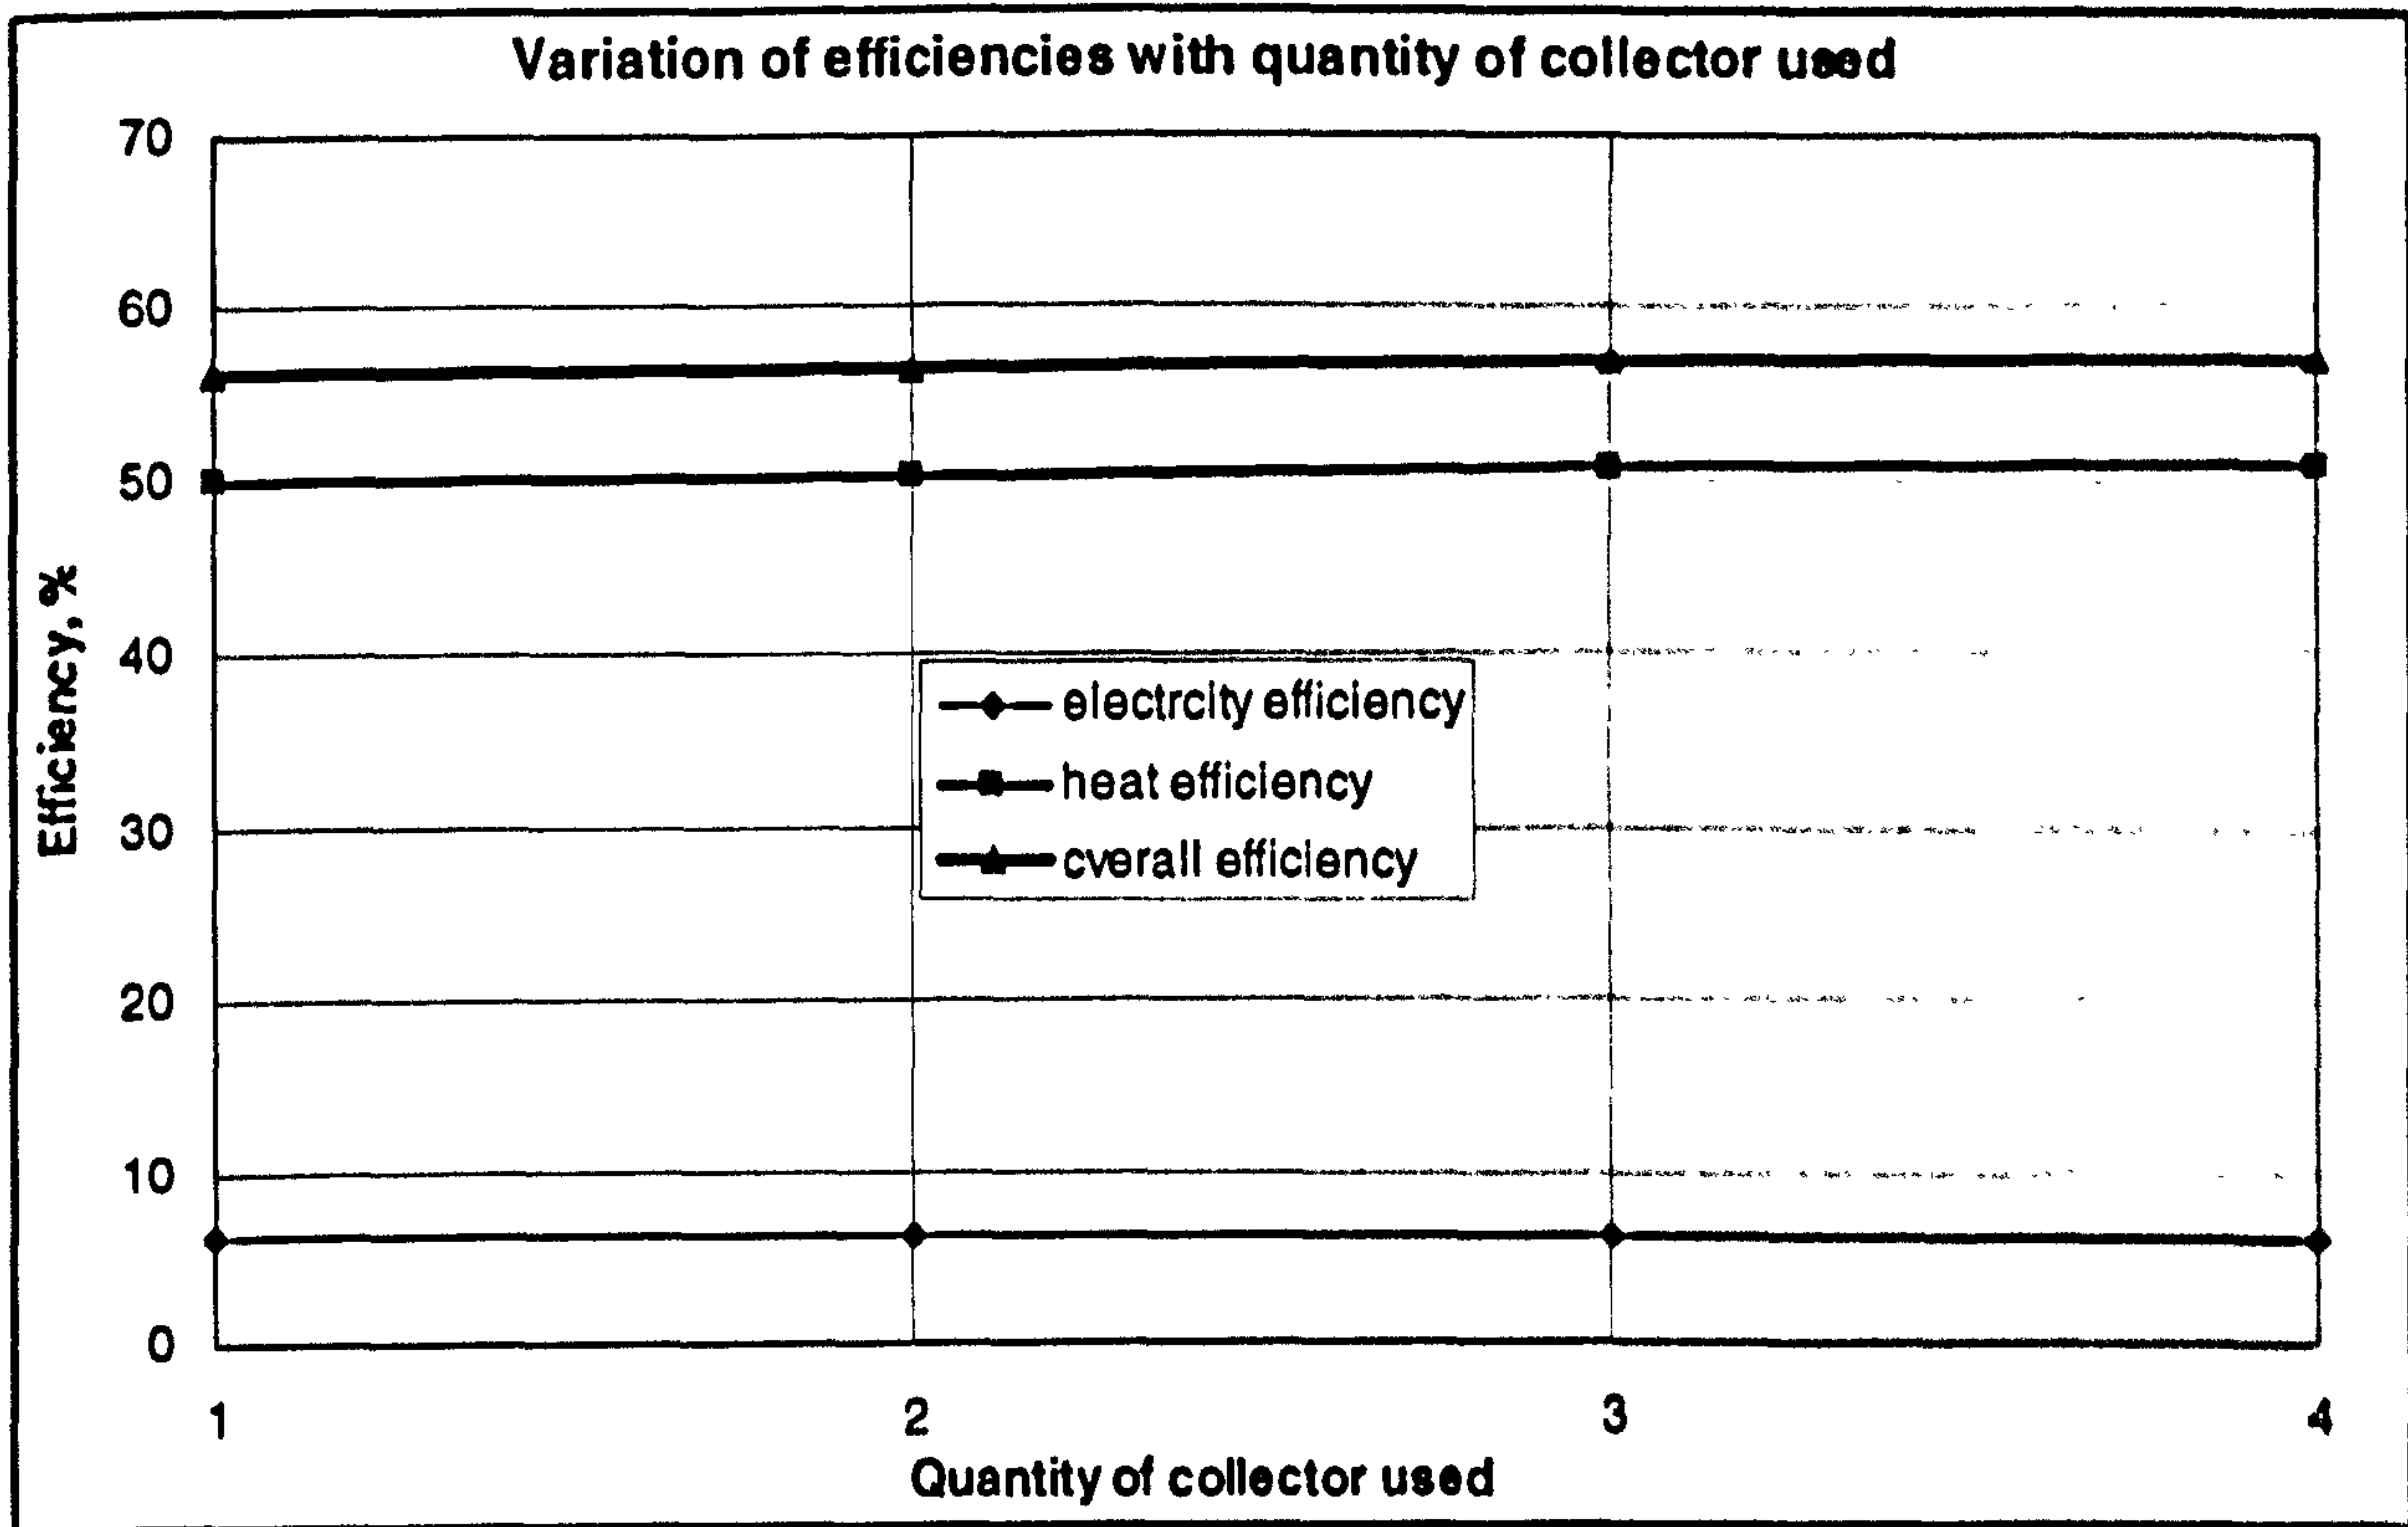 Variation of efficiencies with quantity of collector used
70
60
50
40
30
20
10
0
Efficiency, %
electrcity efficiency
heat efficiency
cverall efficiency
1 2 3 4
Quantity of collector used